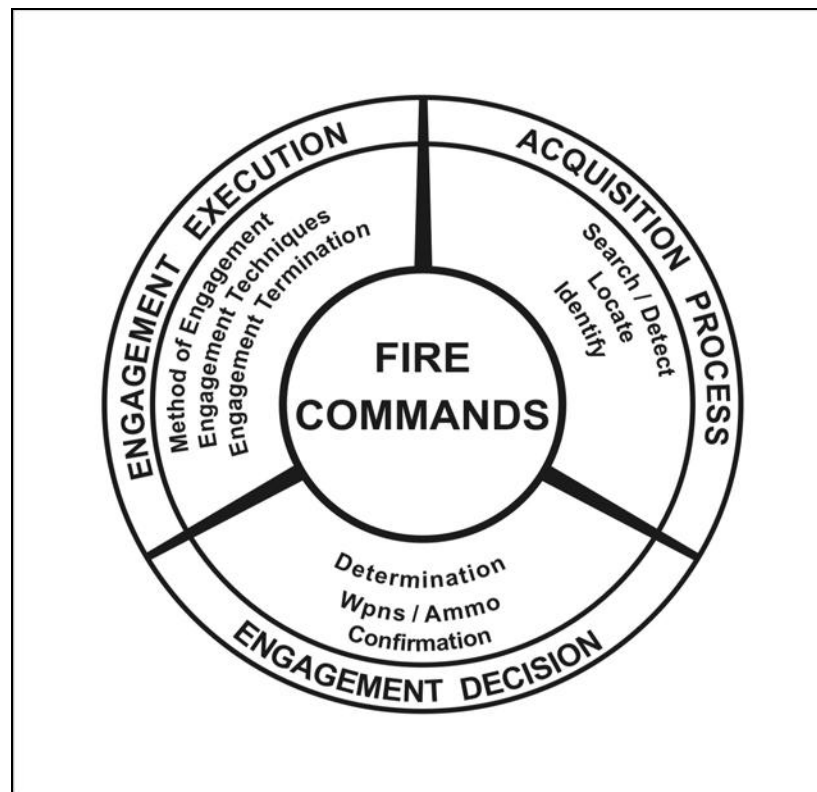 FIRE
COMMANDS
ACQUISITION PROCESS
Search / Detect
Locate
Identify
ENGAGEMENT DECISION
Determination
Wpns / Ammo
Confirmation
ENGAGEMENT EXECUTION
Method of Engagement
Engagement Techniques
Engagement Termination